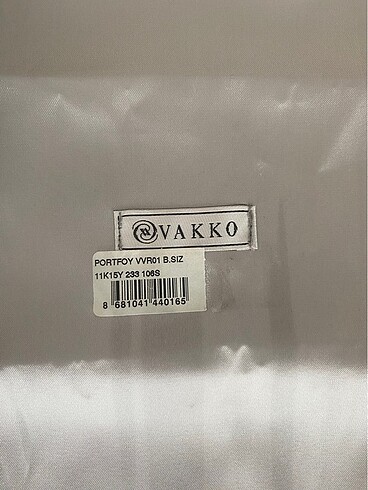 VAKKO
PORTFOY VVR01 B.SIZ
11K15Y 233 106S
8 681041 440165